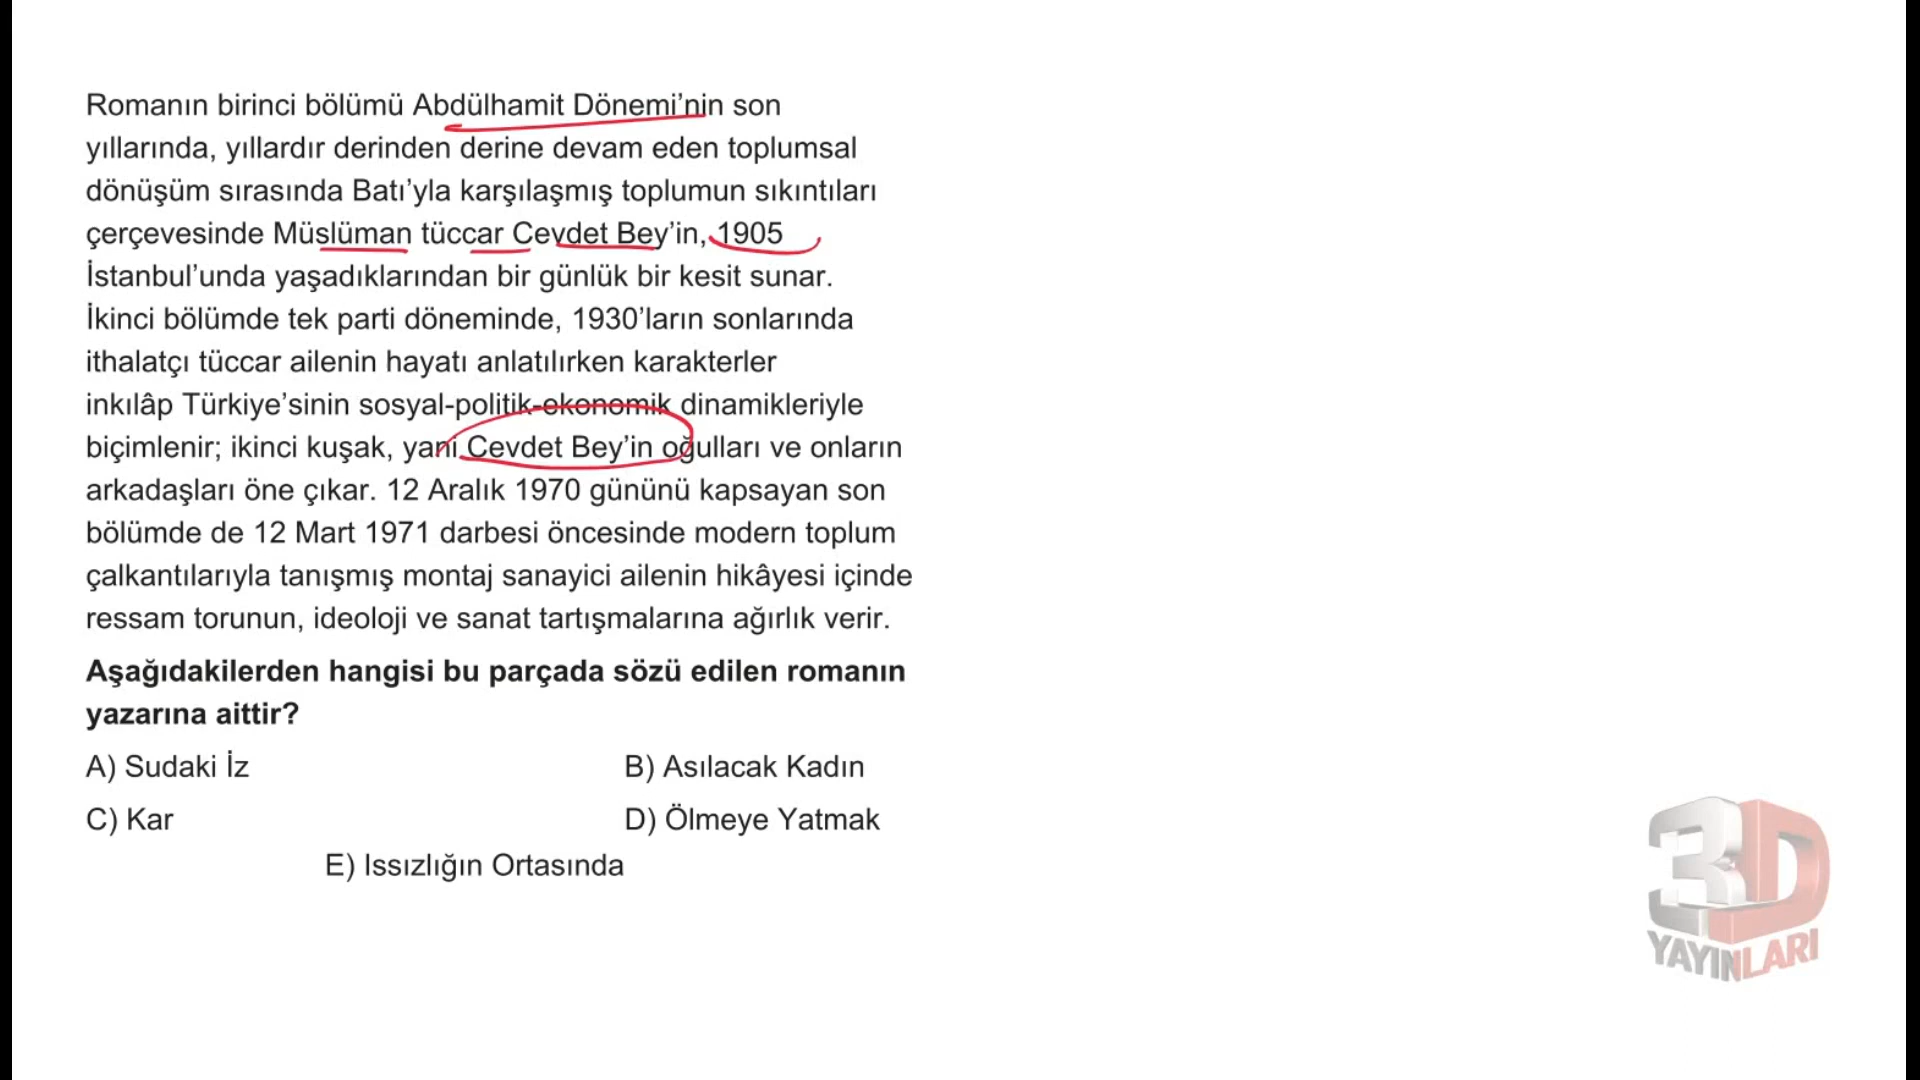 Romanın birinci bölümü Abdülhamit Dönemi’nin son
yıllarında, yıllardır derinden derine devam eden toplumsal
dönüşüm sırasında Batı’yla karşılaşmış toplumun sıkıntıları
çerçevesinde Müslüman tüccar Cevdet Bey’in, 1905
İstanbul’unda yaşadıklarından bir günlük bir kesit sunar.
İkinci bölümde tek parti döneminde, 1930’ların sonlarında
ithalatçı tüccar ailenin hayatı anlatılırken karakterler
inkılâp Türkiye’sinin sosyal-politik-ekonomik dinamikleriyle
biçimlenir; ikinci kuşak, yani Cevdet Bey’in oğulları ve onların
arkadaşları öne çıkar. 12 Aralık 1970 gününü kapsayan son
bölümde de 12 Mart 1971 darbesi öncesinde modern toplum
çalkantılarıyla tanışmış montaj sanayici ailenin hikâyesi içinde
ressam torunun, ideoloji ve sanat tartışmalarına ağırlık verir.
Aşağıdakilerden hangisi bu parçada sözü edilen romanın
yazarına aittir?
A) Sudaki İz B) Asılacak Kadın
C) Kar D) Ölmeye Yatmak
E) Issızlığın Ortasında
3D
YAYINLARI